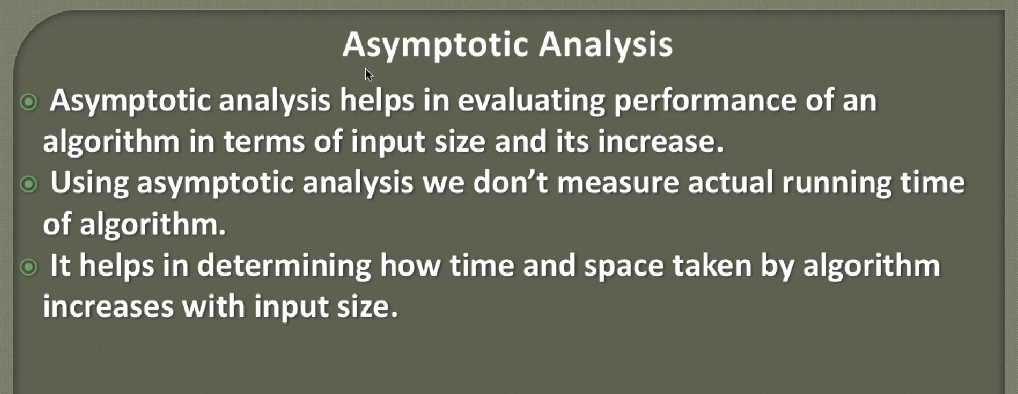 Asymptotic Analysis
Asymptotic analysis helps in evaluating performance of an
algorithm in terms of input size and its increase.
Using asymptotic analysis we don’t measure actual running time
of algorithm.
It helps in determining how time and space taken by algorithm
increases with input size.